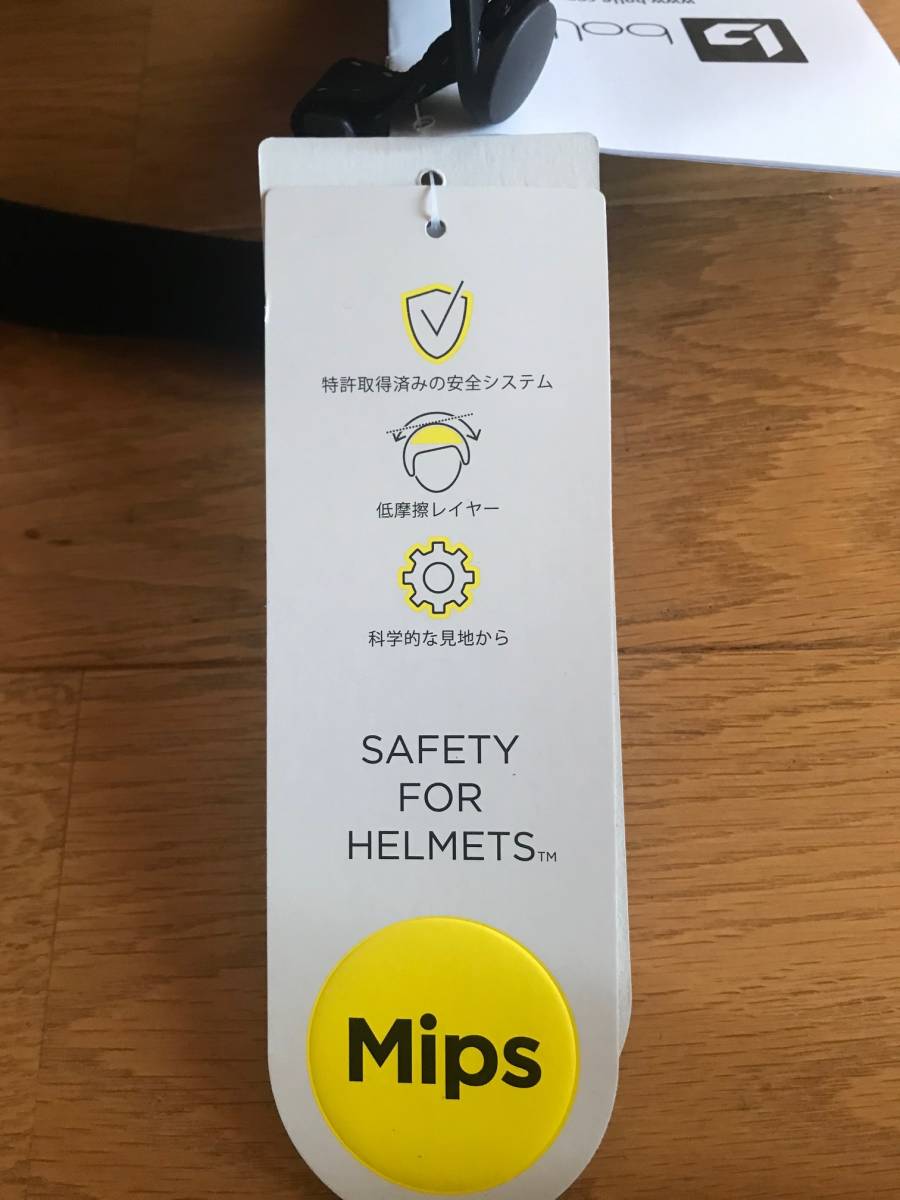 特許取得済みの安全システム
低摩擦レイヤー
科学的な見地から
SAFETY
FOR
HELMETS™
Mips